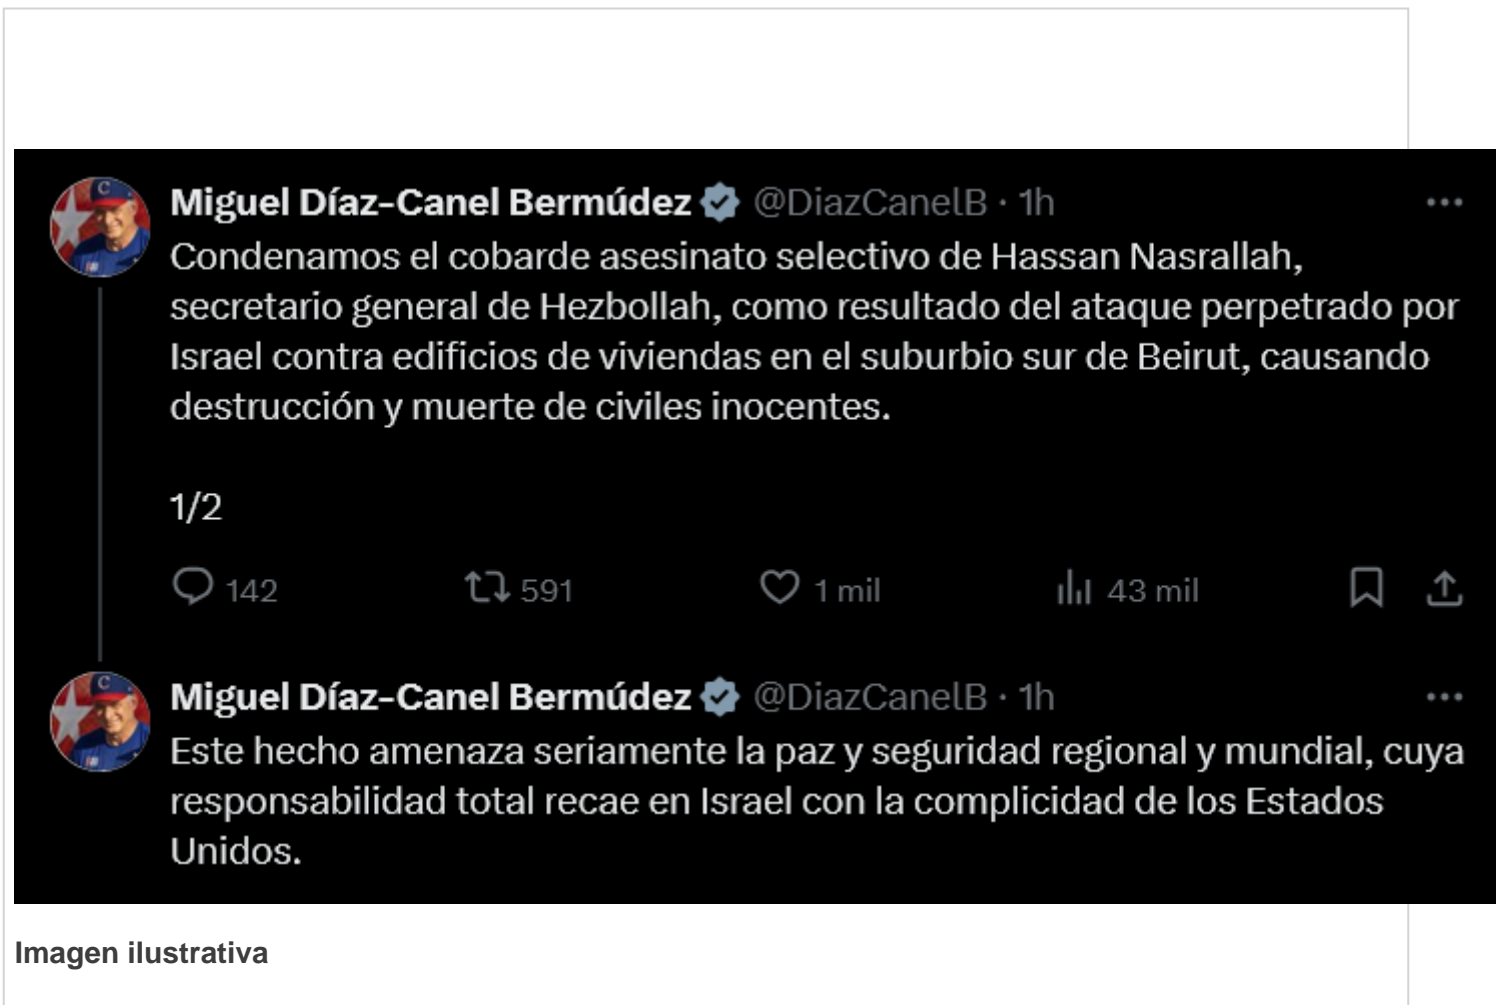 Miguel Díaz-Canel Bermúdez @DiazCanelB · 1h
Condenamos el cobarde asesinato selectivo de Hassan Nasrallah,
secretario general de Hezbollah, como resultado del ataque perpetrado por
Israel contra edificios de viviendas en el suburbio sur de Beirut, causando
destrucción y muerte de civiles inocentes.
1/2
142 591 1 mil 43 mil
Miguel Díaz-Canel Bermúdez @DiazCanelB · 1h
Este hecho amenaza seriamente la paz y seguridad regional y mundial, cuya
responsabilidad total recae en Israel con la complicidad de los Estados
Unidos.
Imagen ilustrativa